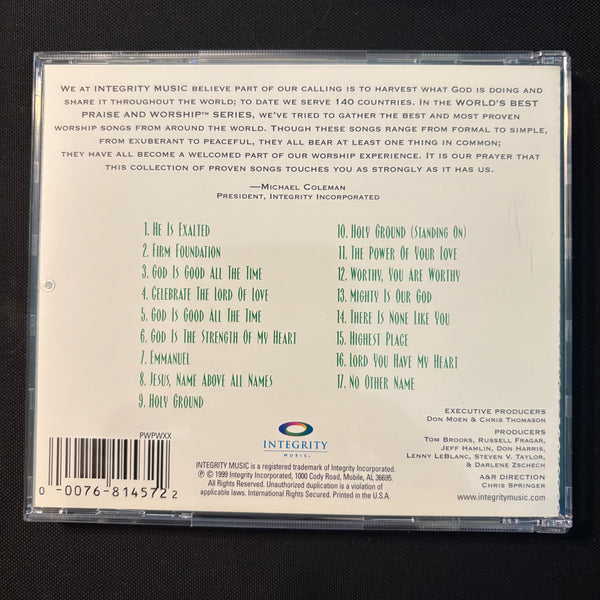 We at INTEGRITY MUSIC believe part of our calling is to harvest what God is doing and
share it throughout the world; to date we serve 140 countries. In the WORLD'S BEST
PRAISE AND WORSHIP™ SERIES, we've tried to gather the best and most proven
worship songs from around the world. Though these songs range from formal to simple,
from exuberant to peaceful, they all bear at least one thing in common;
they have all become a welcomed part of our worship experience. It is our prayer that
this collection of proven songs touches you as strongly as it has us.
—Michael Coleman
President, Integrity Incorporated
1. He Is Exalted
2. Firm Foundation
3. God Is Good All The Time
4. Celebrate The Lord Of Love
5. God Is Good All The Time
6. God Is The Strength Of My Heart
7. Emmanuel
8. Jesus, Name Above All Names
9. Holy Ground
10. Holy Ground (Standing On)
11. The Power Of Your Love
12. Worthy, You Are Worthy
13. Mighty Is Our God
14. There Is None Like You
15. Highest Place
16. Lord You Have My Heart
17. No Other Name
Executive Producers
Don Moen & Chris Thomason
Producers
Tom Brooks, Russell Fragar,
Jeff Hamlin, Don Harris,
Lenny LeBlanc, Steven V. Taylor,
& Darlene Zschech
A&R Direction
Chris Springer
www.integritymusic.com
PWPWXX
0 0076-81457 2 2
INTEGRITY
MUSIC.
INTEGRITY MUSIC is a registered trademark of Integrity Incorporated.
℗ © 1999 Integrity Incorporated, 1000 Cody Road, Mobile, AL 36695.
All Rights Reserved. Unauthorized duplication is a violation of
applicable laws. International Rights Secured. Printed in the U.S.A.